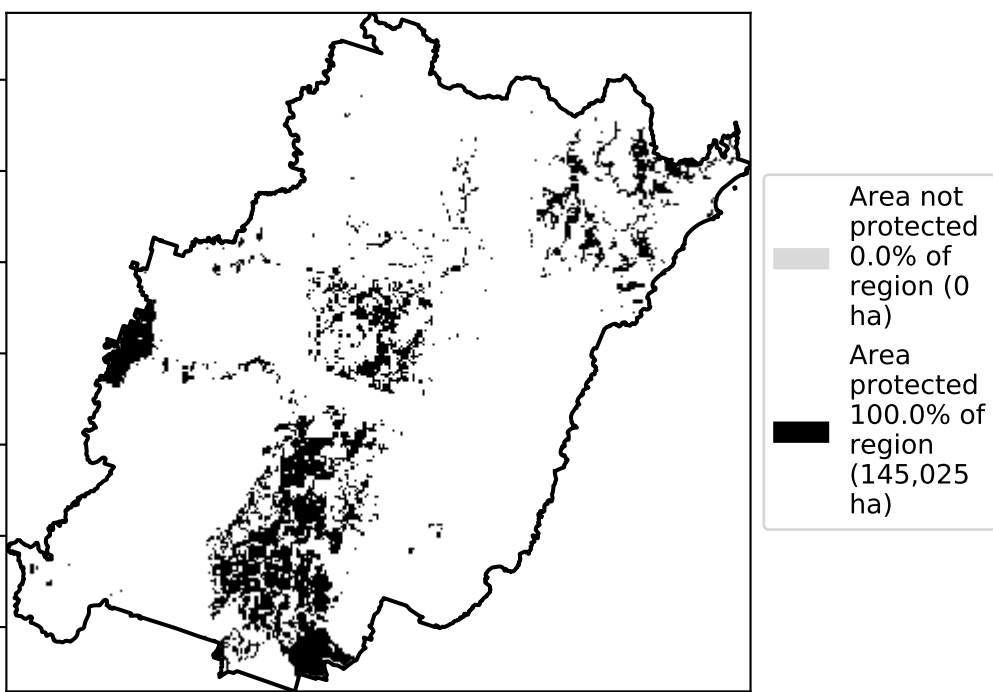 Area not
protected
0.0% of
region (0
ha)
Area
protected
100.0% of
region
(145,025
ha)